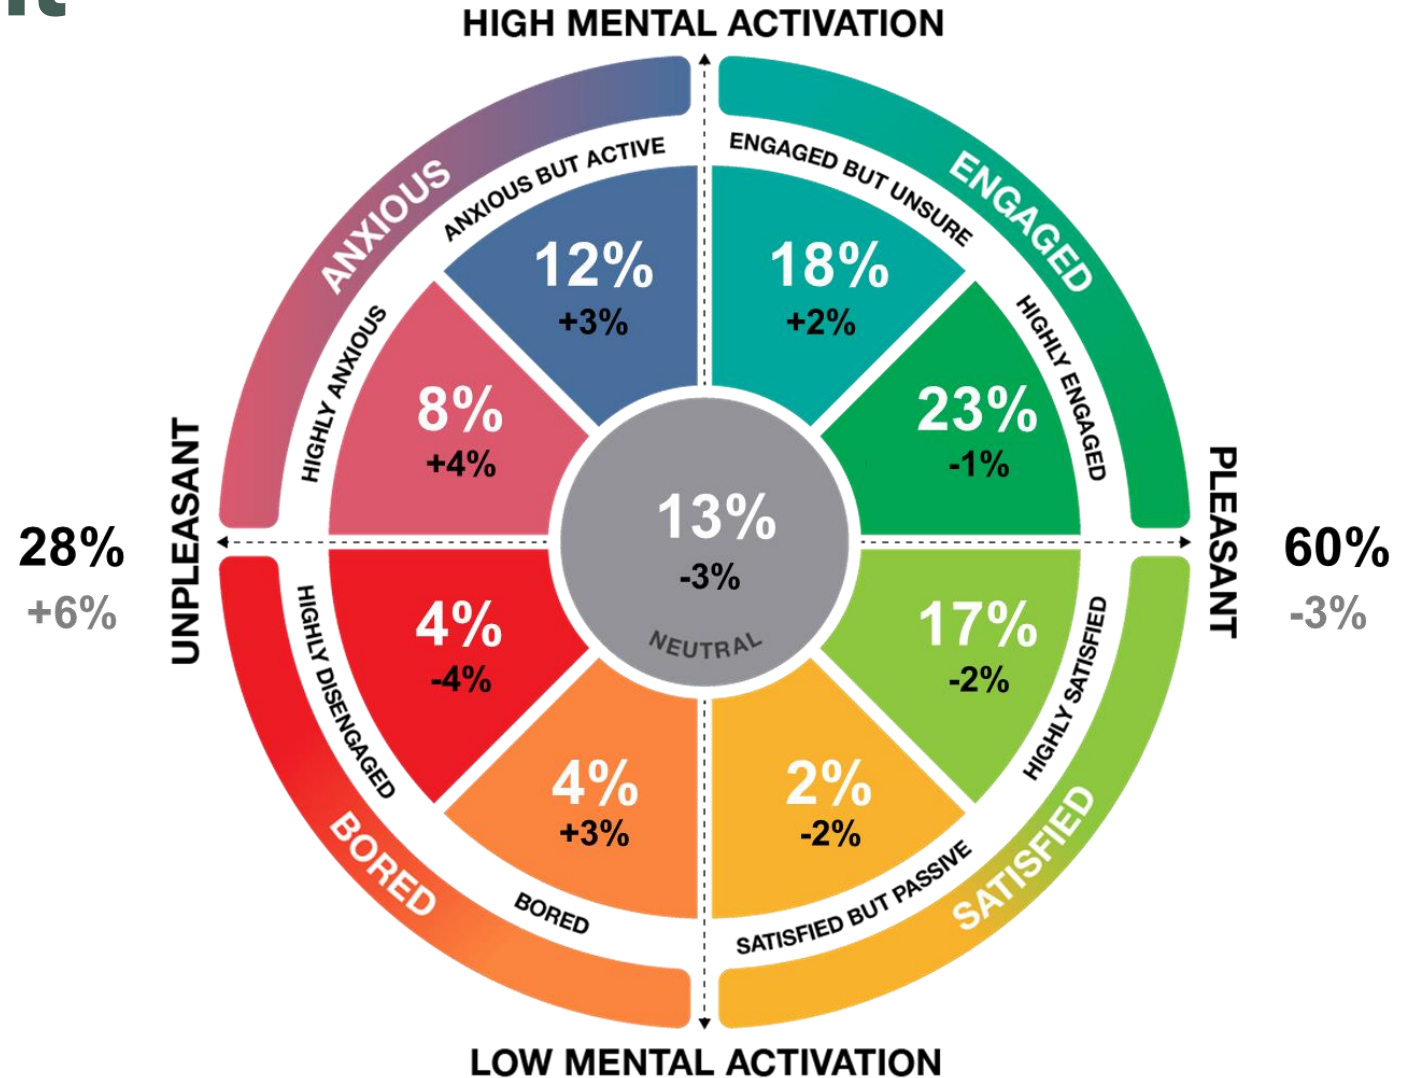 HIGH MENTAL ACTIVATION
ANXIOUS
ENGAGED
ANXIOUS BUT ACTIVE
ENGAGED BUT UNSURE
12%
+3%
18%
+2%
HIGHLY ANXIOUS
HIGHLY ENGAGED
8%
+4%
23%
-1%
UNPLEASANT
28%
+6%
13%
-3%
NEUTRAL
PLEASANT
60%
-3%
4%
-4%
17%
-2%
HIGHLY DISENGAGED
HIGHLY SATISFIED
4%
+3%
2%
-2%
BORED
SATISFIED BUT PASSIVE
BORED
SATISFIED
LOW MENTAL ACTIVATION